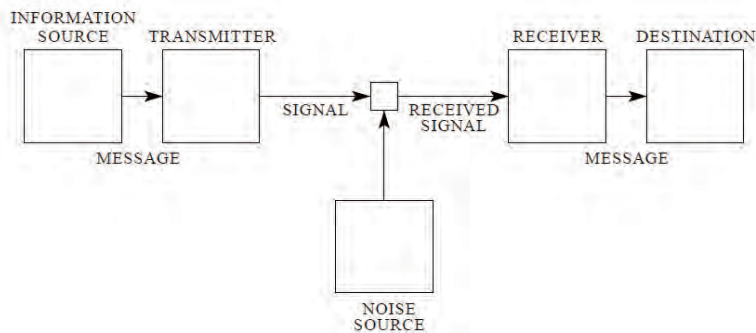 INFORMATION
SOURCE
TRANSMITTER
RECEIVER
DESTINATION
SIGNAL
RECEIVED
SIGNAL
MESSAGE
MESSAGE
NOISE
SOURCE